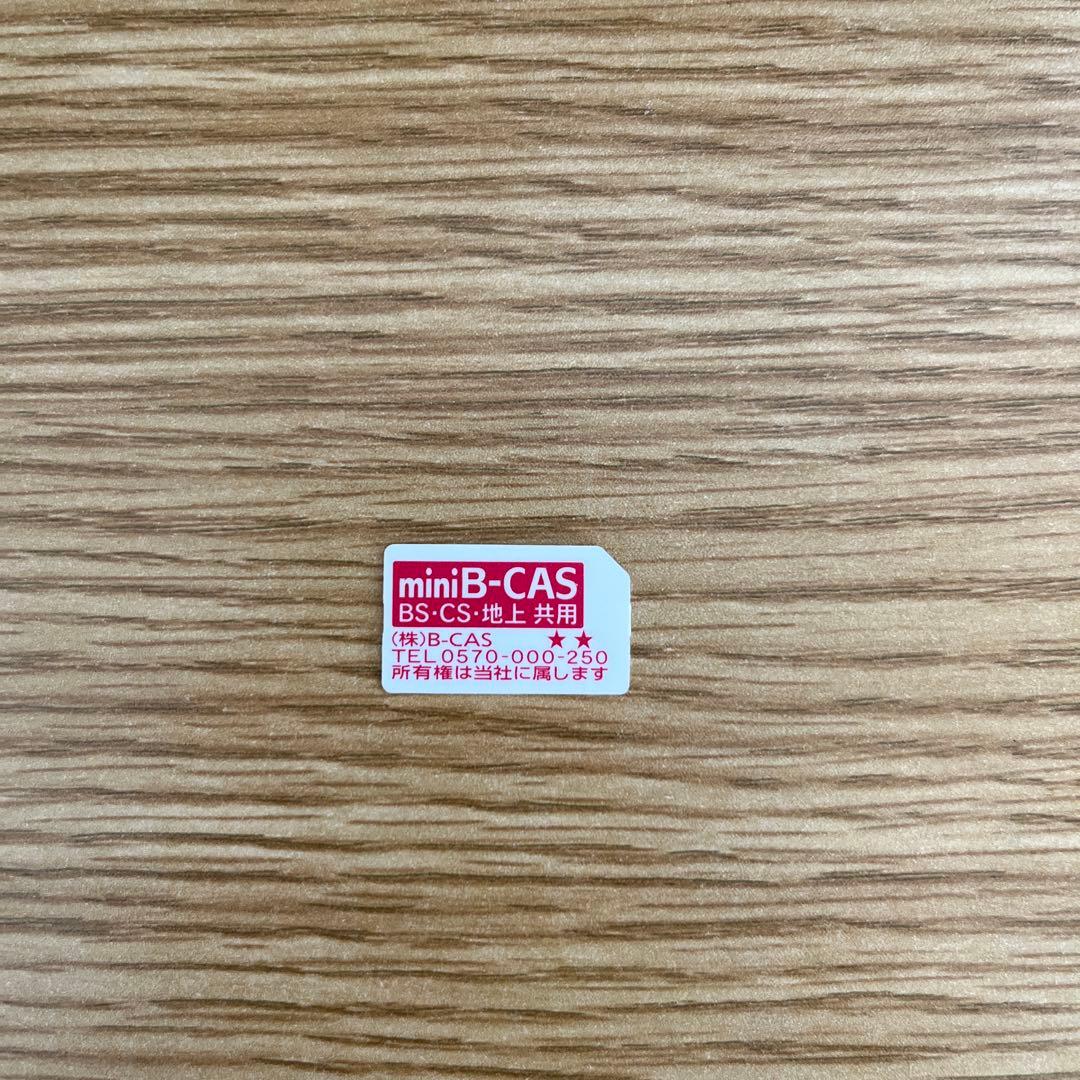 miniB-CAS
BS・CS・地上 共用
(株)B-CAS ★★
TEL 0570-000-250
所有権は当社に属します